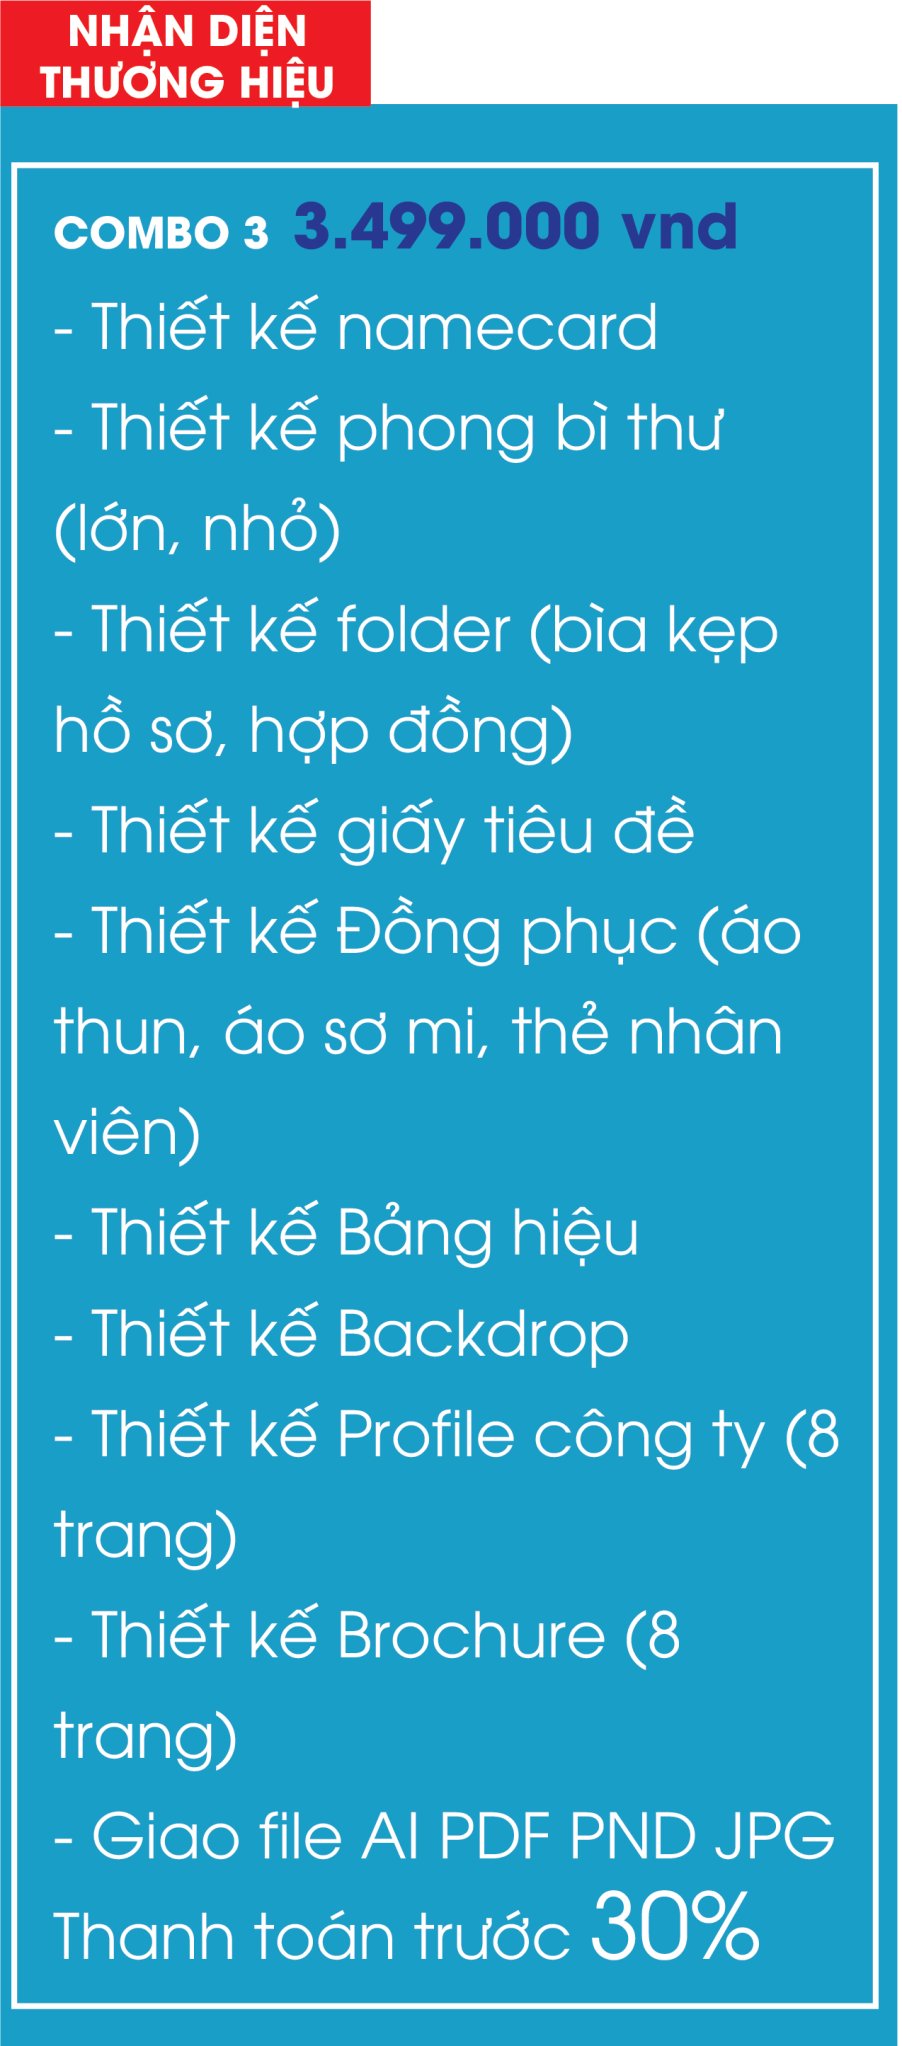 NHẬN DIỆN
THƯƠNG HIỆU
COMBO 3 3.499.000 vnd
- Thiết kế namecard
- Thiết kế phong bì thư
(lớn, nhỏ)
- Thiết kế folder (bìa kẹp
hồ sơ, hợp đồng)
- Thiết kế giấy tiêu đề
- Thiết kế Đồng phục (áo
thun, áo sơ mi, thẻ nhân
viên)
- Thiết kế Bảng hiệu
- Thiết kế Backdrop
- Thiết kế Profile công ty (8
trang)
- Thiết kế Brochure (8
trang)
- Giao file AI PDF PND JPG
Thanh toán trước 30%